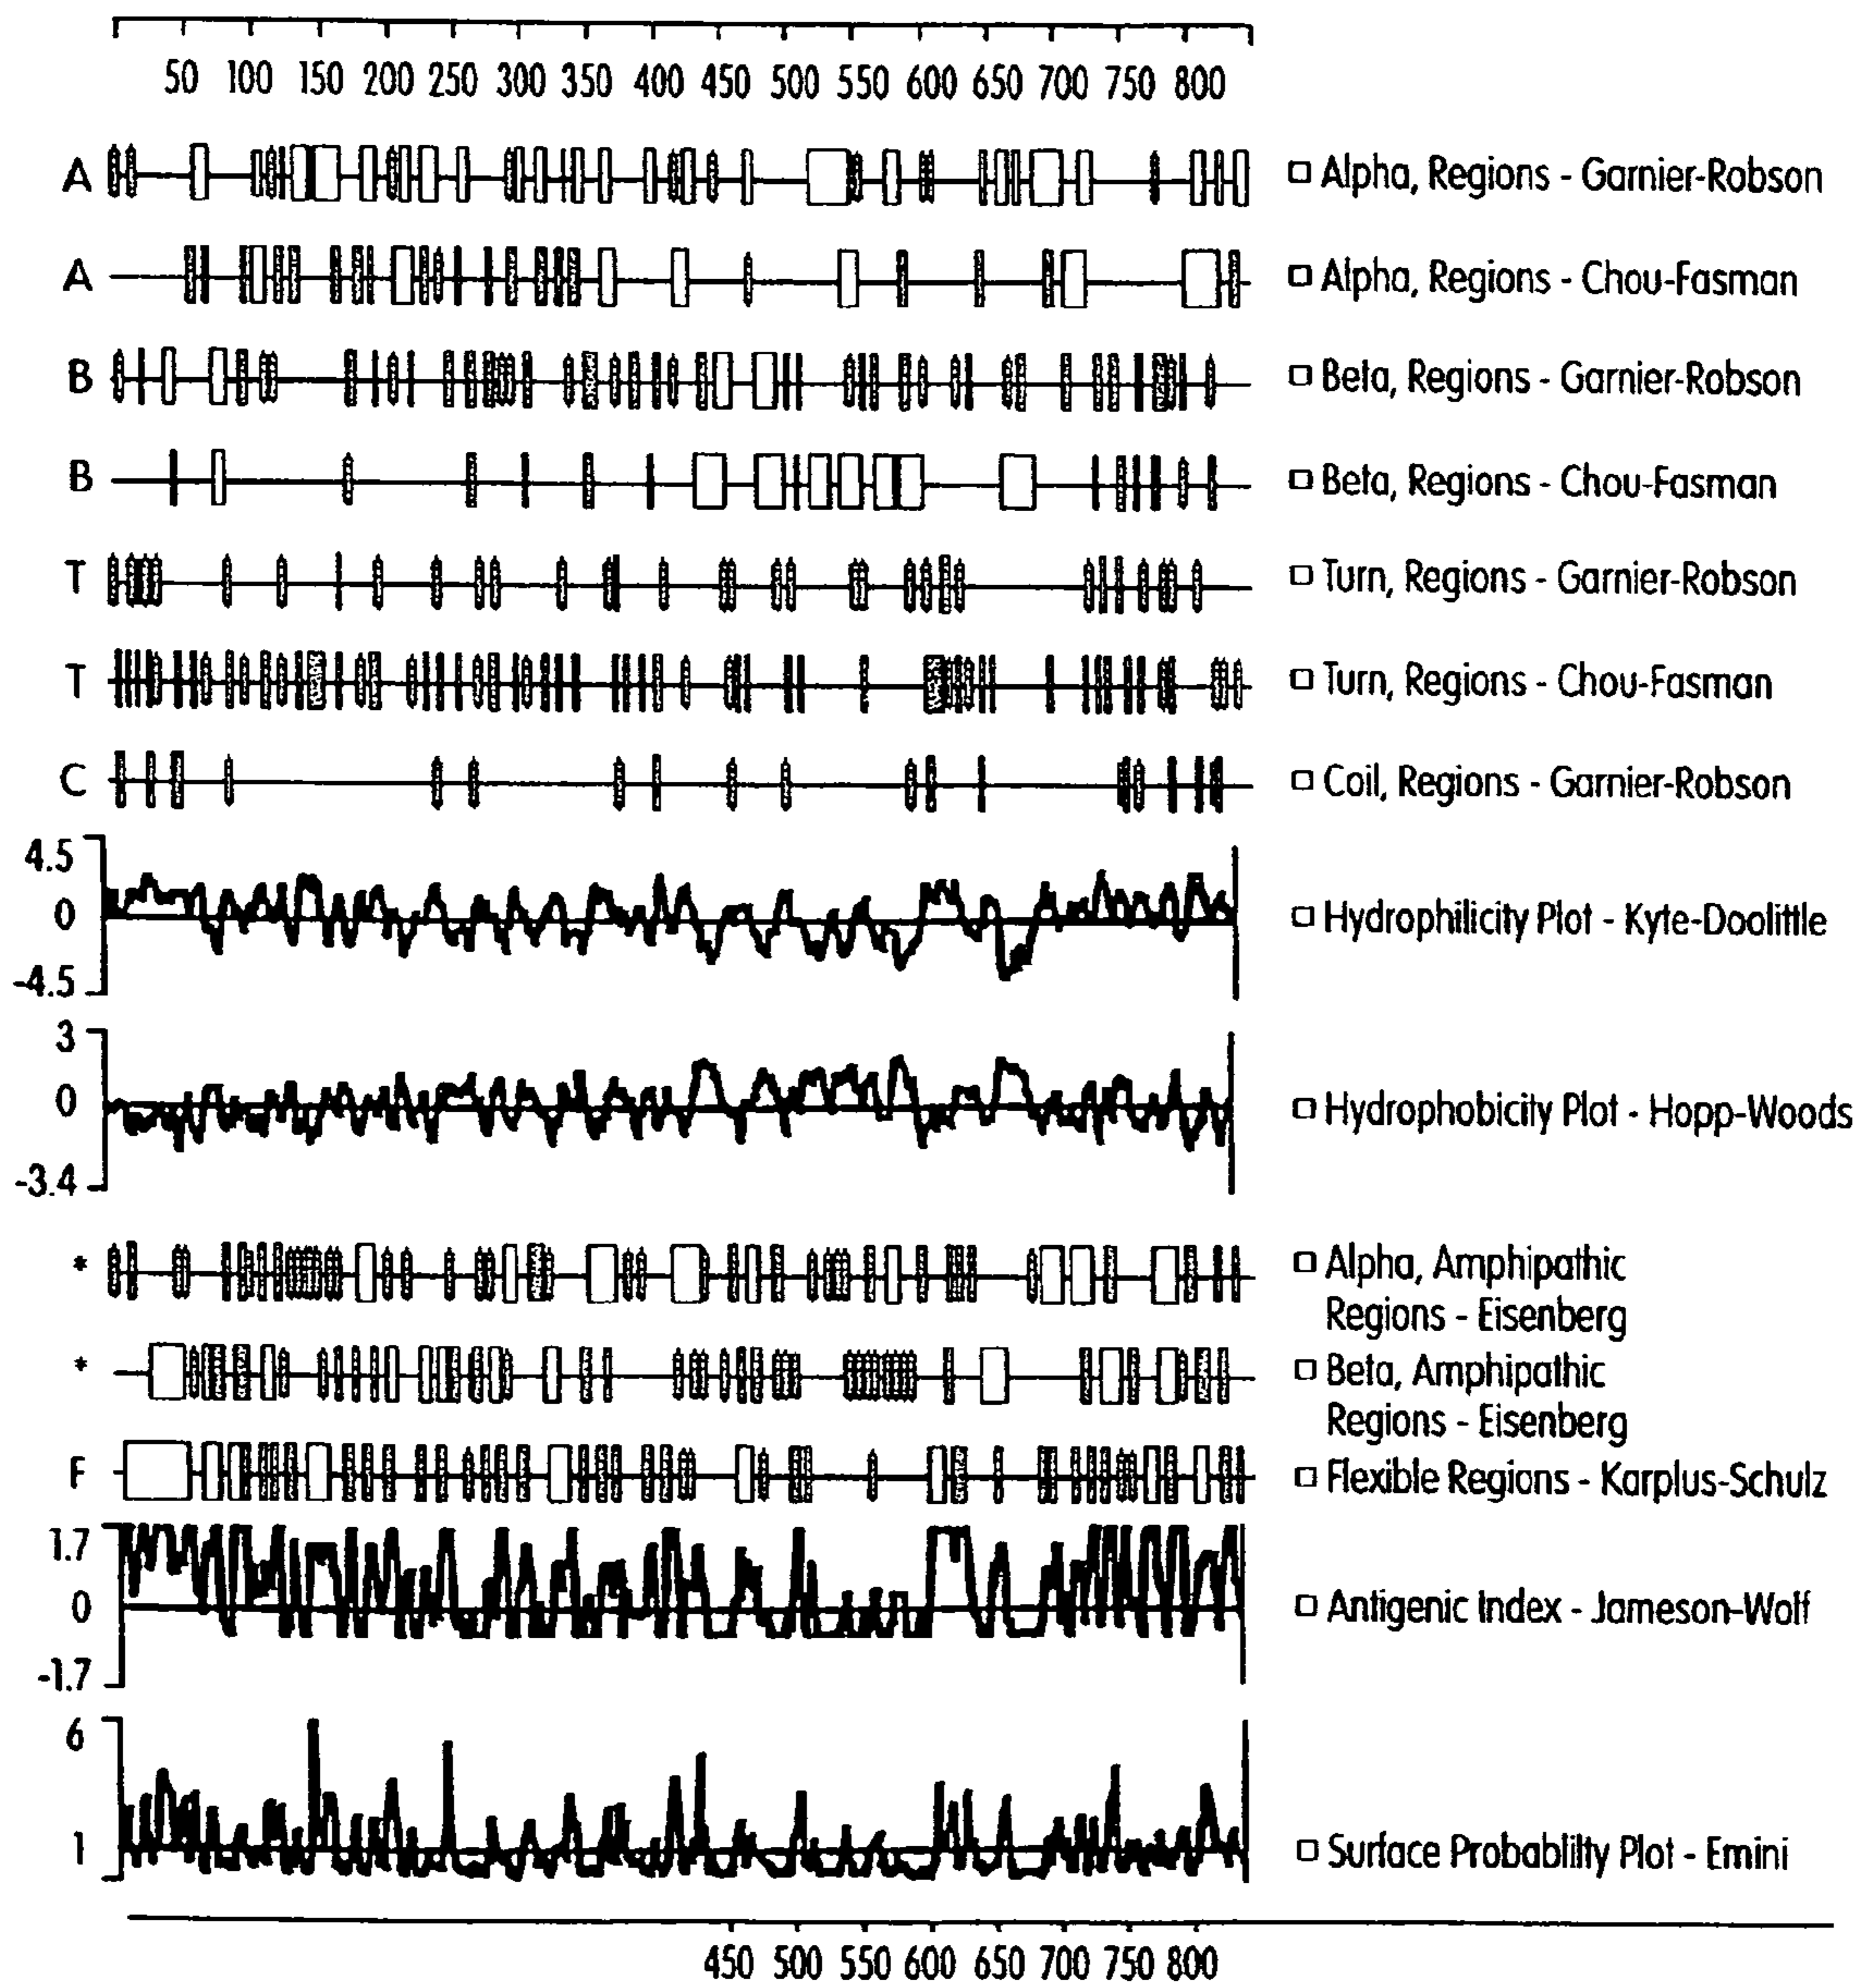 50 100 150 200 250 300 350 400 450 500 550 600 650 700 750 800
A Alpha, Regions - Garnier-Robson
A Alpha, Regions - Chou-Fasman
B Beta, Regions - Garnier-Robson
B Beta, Regions - Chou-Fasman
T Turn, Regions - Garnier-Robson
T Turn, Regions - Chou-Fasman
C Coil, Regions - Garnier-Robson
4.5
0 Hydrophilicity Plot - Kyte-Doolittle
-4.5
3
0 Hydrophobicity Plot - Hopp-Woods
-3.4
* Alpha, Amphipathic
Regions - Eisenberg
* Beta, Amphipathic
Regions - Eisenberg
F Flexible Regions - Karplus-Schulz
1.7
0 Antigenic Index - Jameson-Wolf
-1.7
6
1 Surface Probablilty Plot - Emini
450 500 550 600 650 700 750 800